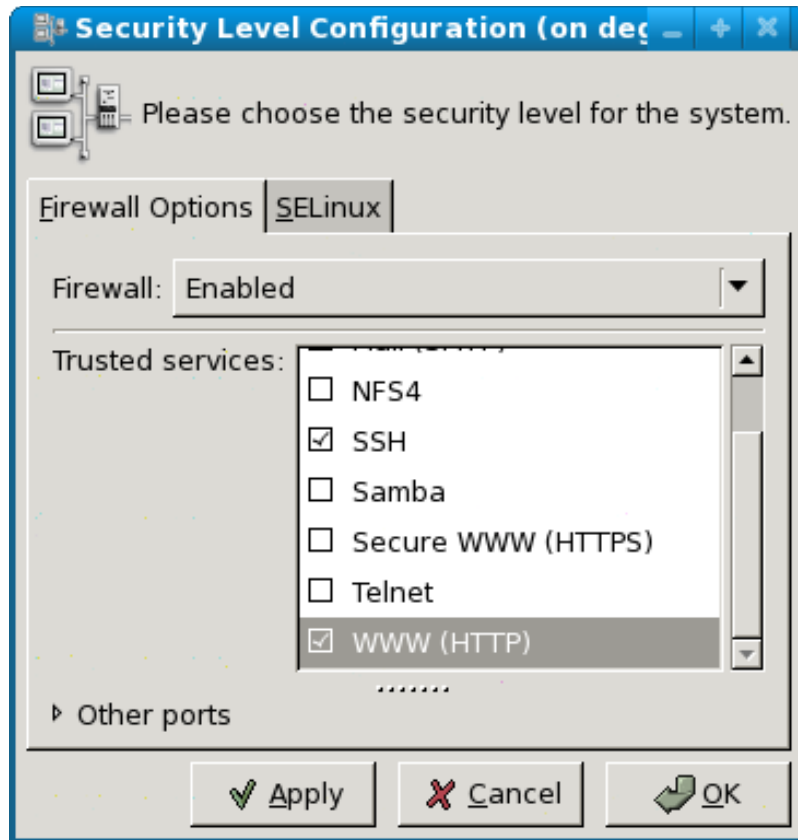 Security Level Configuration (on deg
Please choose the security level for the system.
Firewall Options SELinux
Firewall: Enabled
Trusted services:
NFS4
SSH
Samba
Secure WWW (HTTPS)
Telnet
WWW (HTTP)
Other ports
Apply Cancel OK